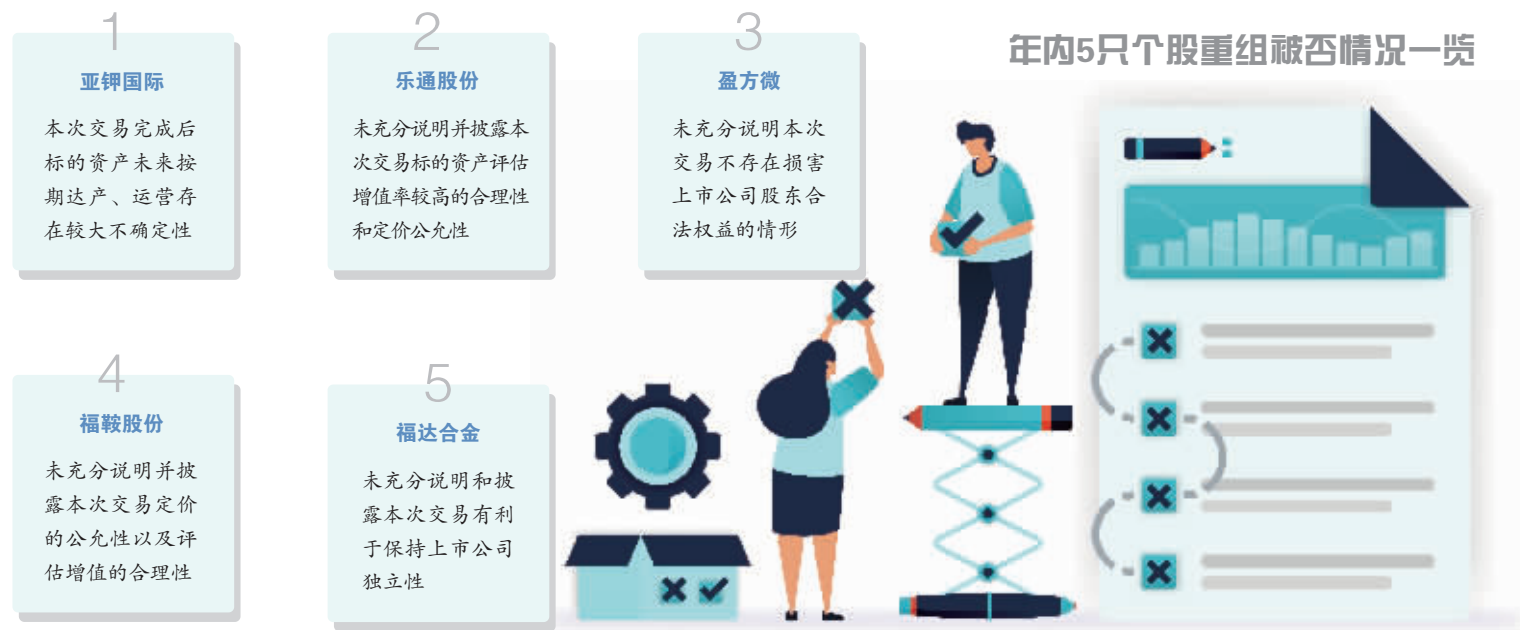 年内5只个股重组被否情况一览
1
亚钾国际
本次交易完成后
标的资产未来按
期达产、运营存
在较大不确定性
2
乐通股份
未充分说明并披露本
次交易标的资产评估
增值率较高的合理性
和定价公允性
3
盈方微
未充分说明本次
交易不存在损害
上市公司股东合
法权益的情形
4
福鞍股份
未充分说明并披
露本次交易定价
的公允性以及评
估增值的合理性
5
福达合金
未充分说明和披
露本次交易有利
于保持上市公司
独立性